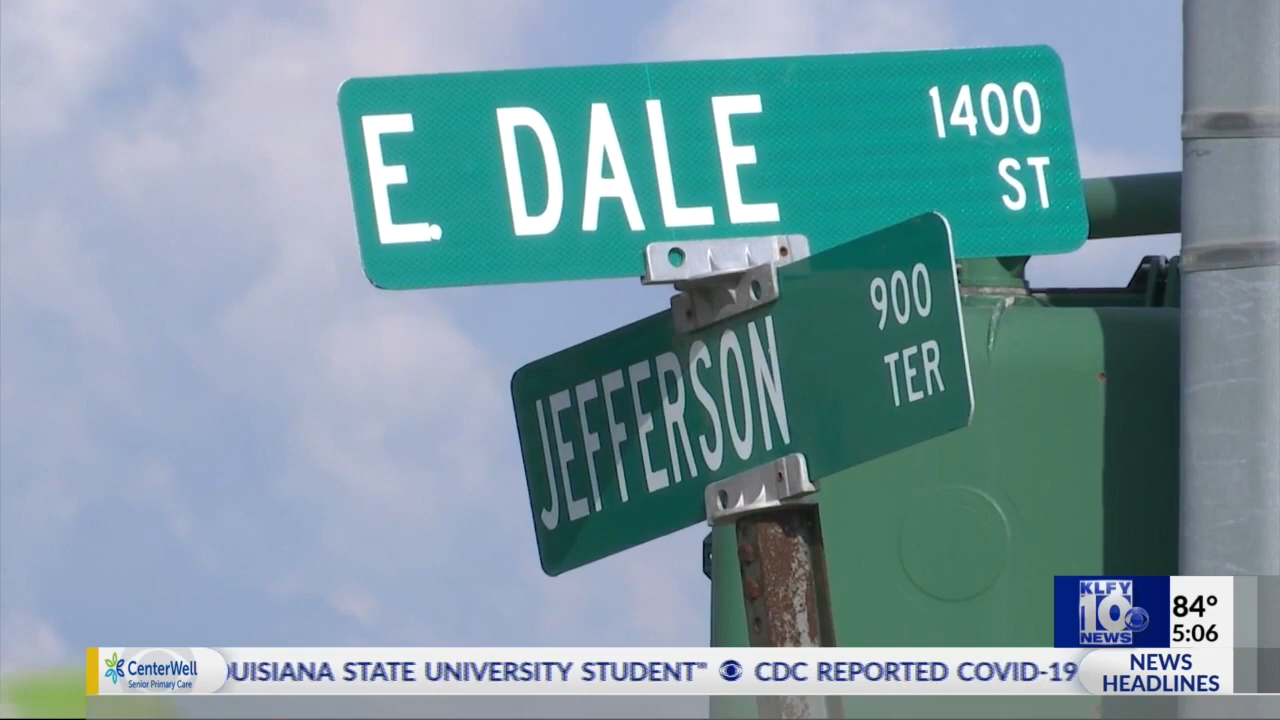 E. DALE 1400
ST
JEFFERSON 900
TER
KLFY
10
NEWS
84°
5:06
CenterWell
Senior Primary Care
OUISIANA STATE UNIVERSITY STUDENT" CDC REPORTED COVID-19
NEWS
HEADLINES